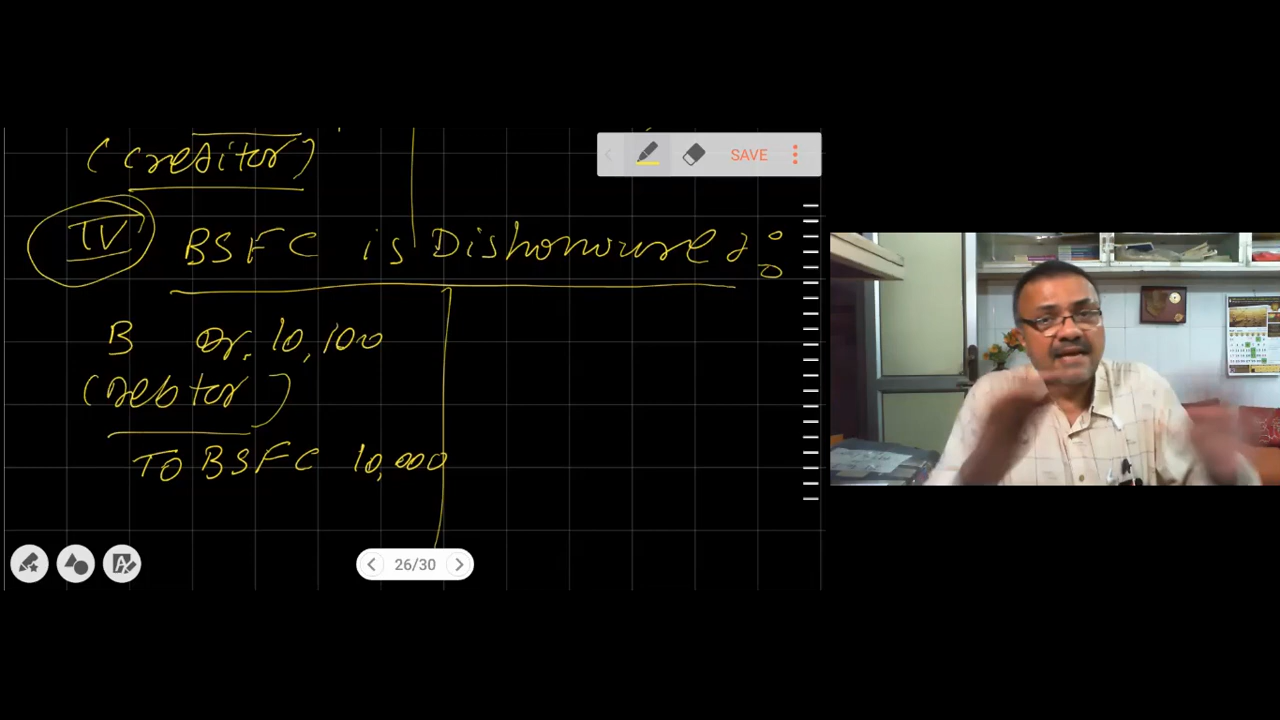 (creditor)
SAVE
IV BSFC is Dishonoured :
B Dr. 10,100
(Debtor)
TO BSFC 10,000
26/30